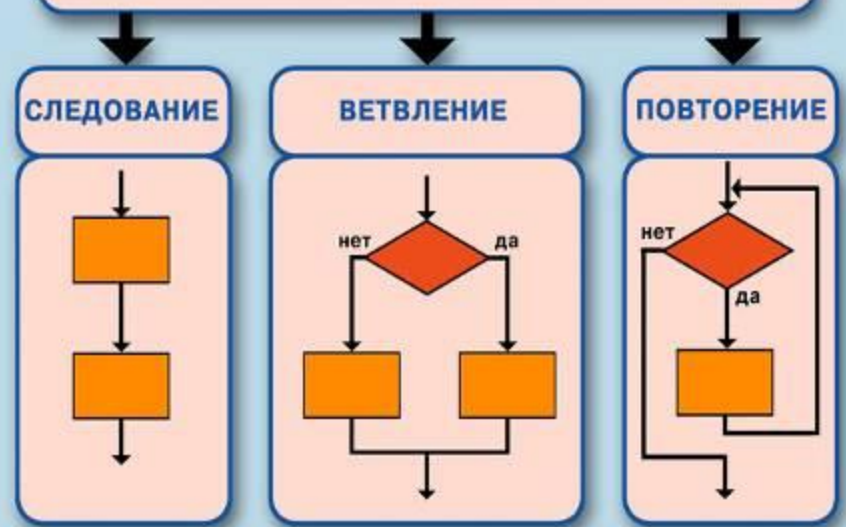 СЛЕДОВАНИЕ
ВЕТВЛЕНИЕ
ПОВТОРЕНИЕ
нет
да
нет
да